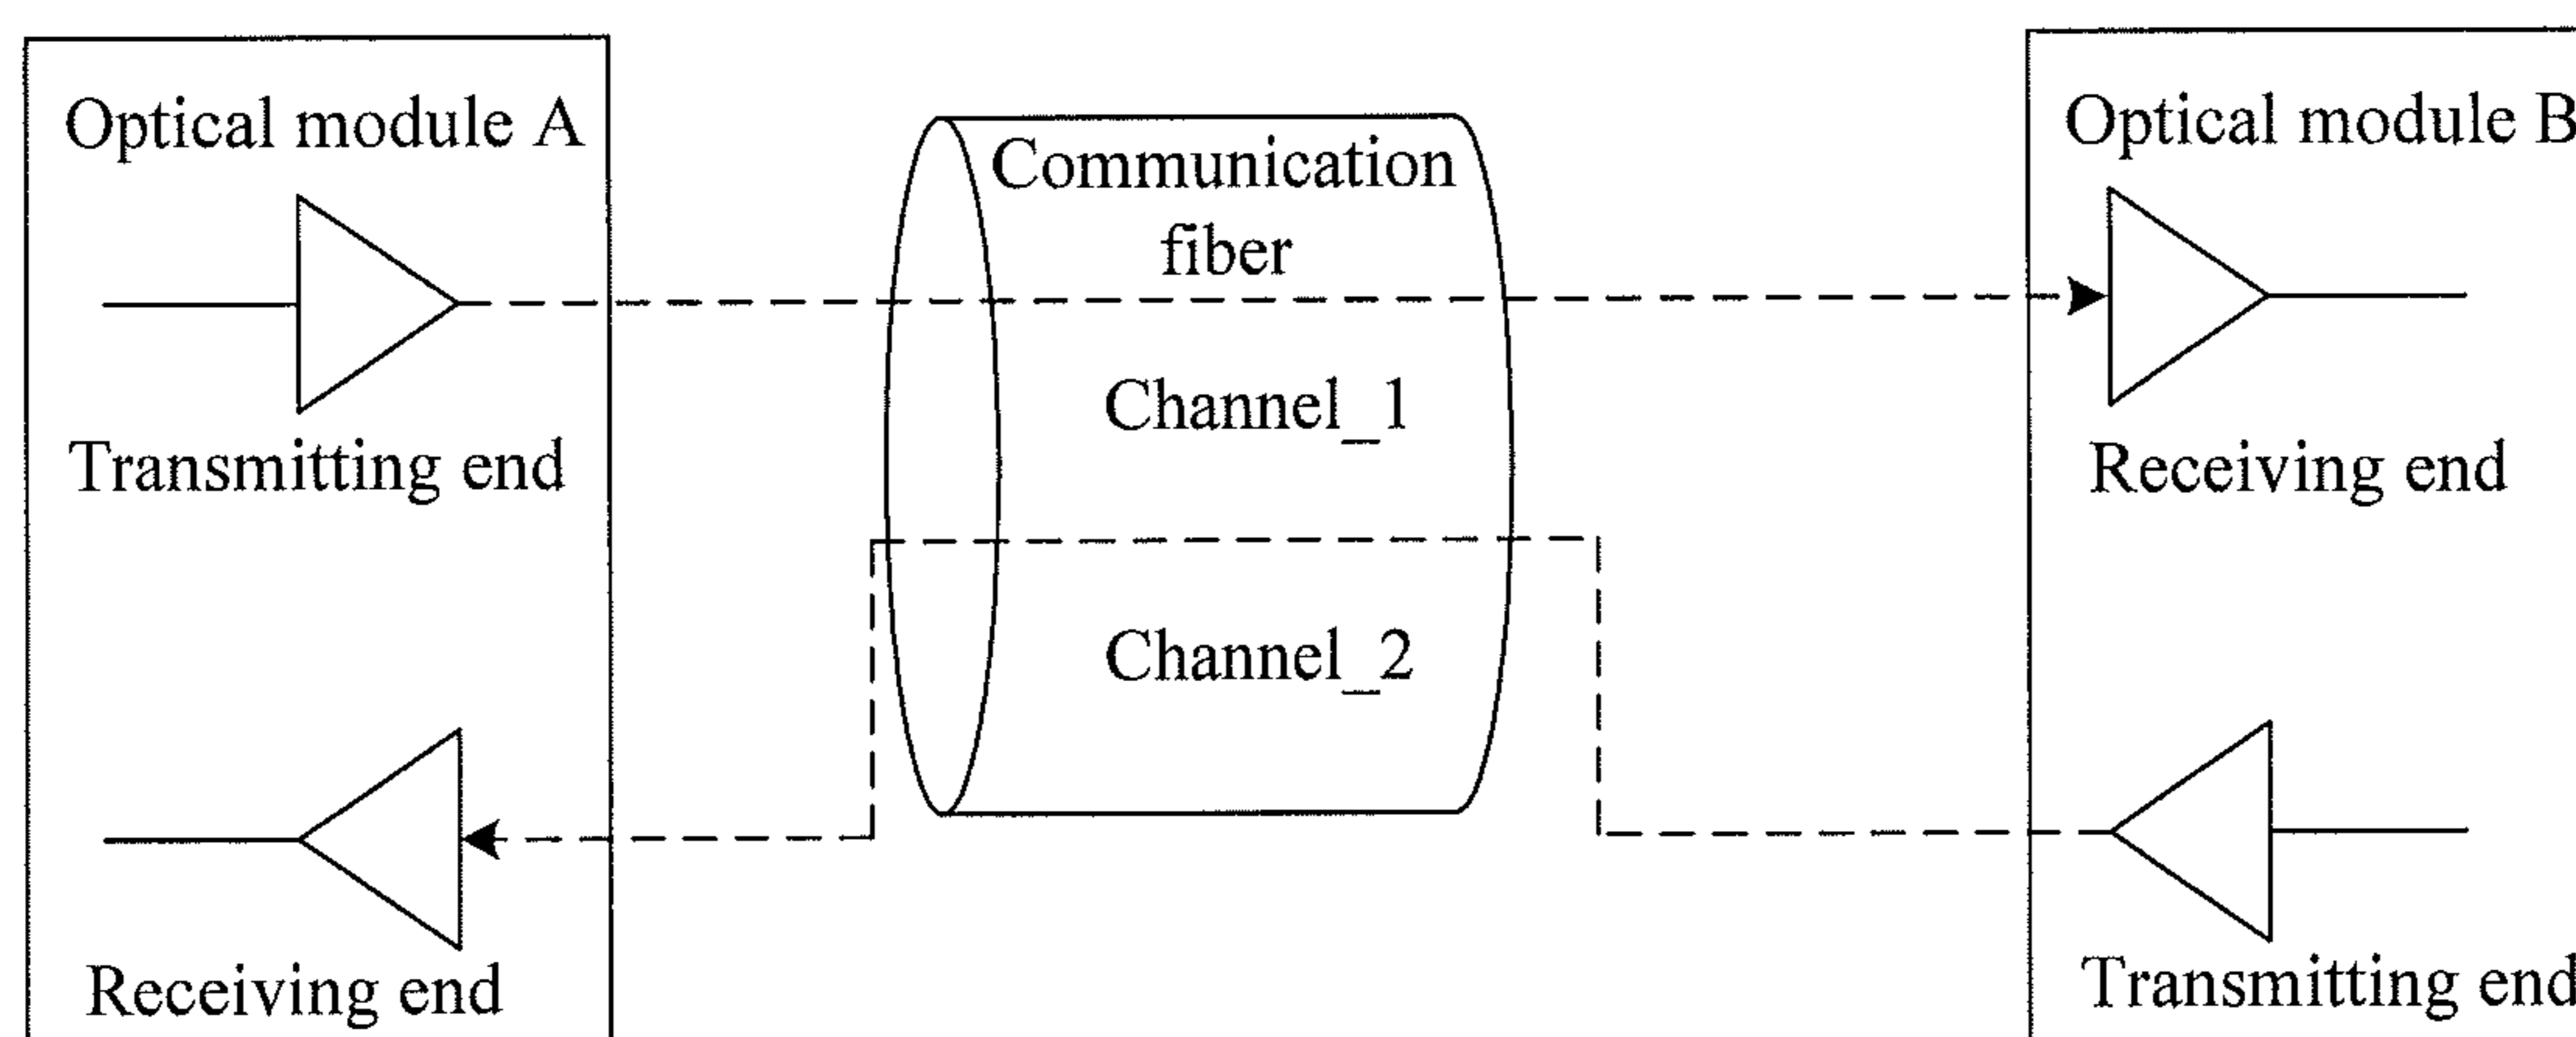 Optical module A
Transmitting end
Receiving end
Communication
fiber
Channel_1
Channel_2
Optical module B
Receiving end
Transmitting end